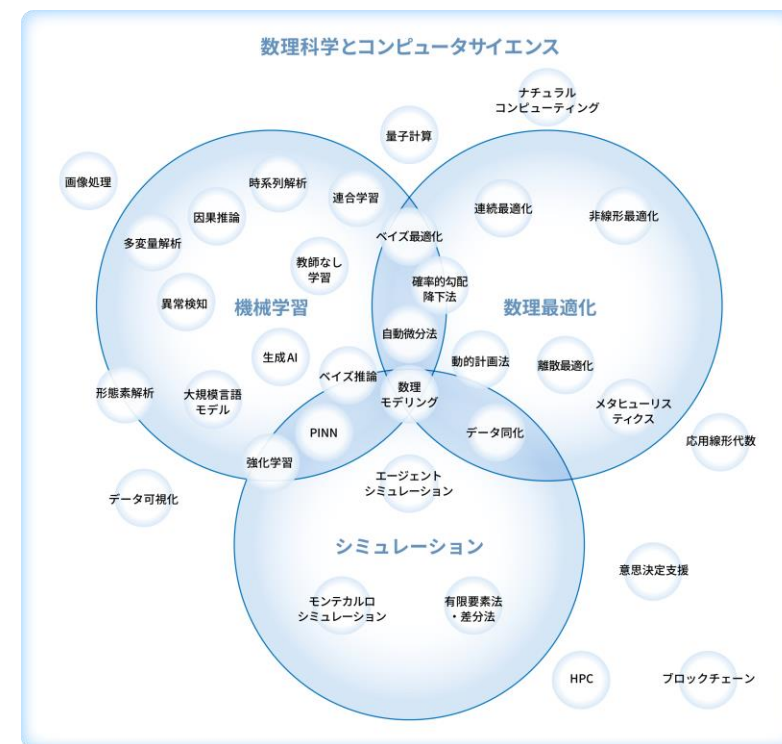 数理科学とコンピュータサイエンス
ナチュラル
コンピューティング
量子計算
画像処理
時系列解析
連合学習
因果推論
多変量解析
教師なし
学習
異常検知
機械学習
生成AI
ベイズ推論
形態素解析
大規模言語
モデル
PINN
強化学習
データ可視化
ベイズ最適化
確率的勾配
降下法
自動微分法
数理
モデリング
連続最適化
非線形最適化
数理最適化
動的計画法
離散最適化
メタヒューリス
ティクス
データ同化
応用線形代数
エージェント
シミュレーション
シミュレーション
モンテカルロ
シミュレーション
有限要素法
・差分法
意思決定支援
HPC
ブロックチェーン